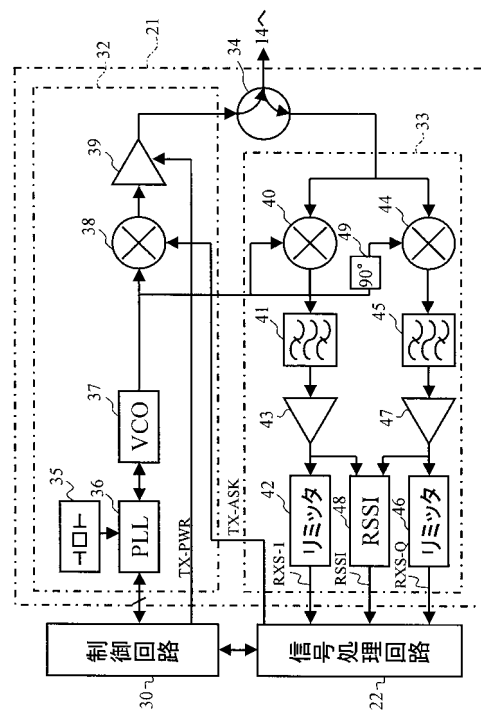 21
32
35
36
PLL
37
VCO
38
39
34
14へ
30
制御回路
TX-PWR
TX-ASK
33
40
41
43
42
リミッタ
RXS-I
49
90°
44
45
47
48
RSSI
RSSI
46
リミッタ
RXS-Q
22
信号処理回路